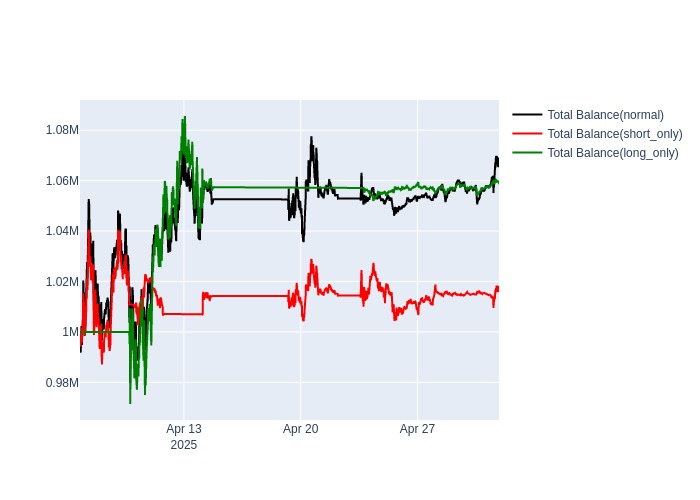 1.08M
1.06M
1.04M
1.02M
1M
0.98M
Apr 13
2025
Apr 20
Apr 27
Total Balance(normal)
Total Balance(short_only)
Total Balance(long_only)